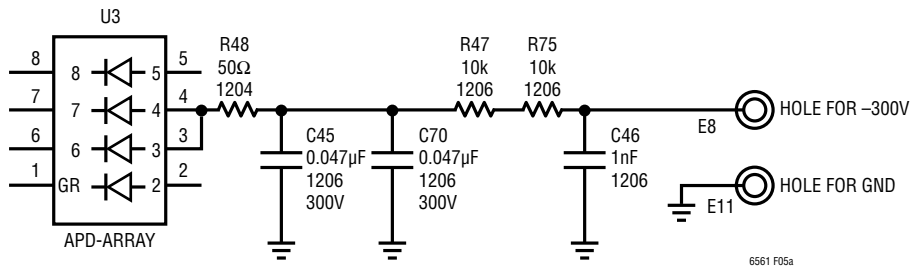 U3
8 8 5 5
7 7 4 4
6 6 3 3
1 GR 2 2
APD-ARRAY
R48
50Ω
1204
C45
0.047µF
1206
300V
C70
0.047µF
1206
300V
R47
10k
1206
R75
10k
1206
C46
1nF
1206
E8
HOLE FOR –300V
E11
HOLE FOR GND
6561 F05a